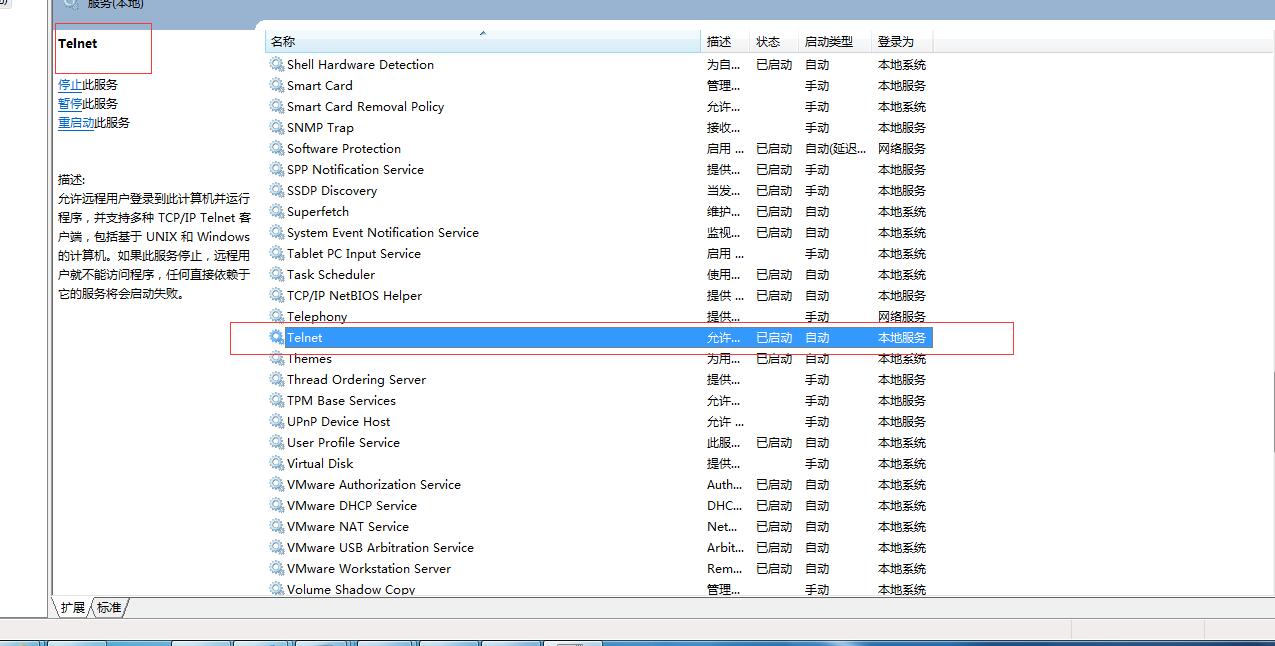 服务(本地)
Telnet
停止此服务
暂停此服务
重启动此服务
描述:
允许远程用户登录到此计算机并运行
程序，并支持多种 TCP/IP Telnet 客
户端，包括基于 UNIX 和 Windows
的计算机。如果此服务停止，远程用
户就不能访问程序，任何直接依赖于
它的服务将会启动失败。
名称 描述 状态 启动类型 登录为
Shell Hardware Detection 为自... 已启动 自动 本地系统
Smart Card 管理... 手动 本地服务
Smart Card Removal Policy 允许... 手动 本地系统
SNMP Trap 接收... 手动 本地服务
Software Protection 启用 ... 已启动 自动(延迟... 网络服务
SPP Notification Service 提供... 已启动 手动 本地服务
SSDP Discovery 当发... 已启动 手动 本地服务
Superfetch 维护... 已启动 自动 本地系统
System Event Notification Service 监视... 已启动 自动 本地系统
Tablet PC Input Service 启用 ... 手动 本地系统
Task Scheduler 使用... 已启动 自动 本地系统
TCP/IP NetBIOS Helper 提供 ... 已启动 自动 本地服务
Telephony 提供... 手动 网络服务
Telnet 允许... 已启动 自动 本地服务
Themes 为用... 已启动 自动 本地系统
Thread Ordering Server 提供... 手动 本地服务
TPM Base Services 允许... 手动 本地服务
UPnP Device Host 允许 ... 手动 本地服务
User Profile Service 此服... 已启动 自动 本地系统
Virtual Disk 提供... 手动 本地系统
VMware Authorization Service Auth... 已启动 自动 本地系统
VMware DHCP Service DHC... 已启动 自动 本地系统
VMware NAT Service Net... 已启动 自动 本地系统
VMware USB Arbitration Service Arbit... 已启动 自动 本地系统
VMware Workstation Server Rem... 已启动 自动 本地系统
Volume Shadow Copy 管理... 手动 本地系统
扩展 标准